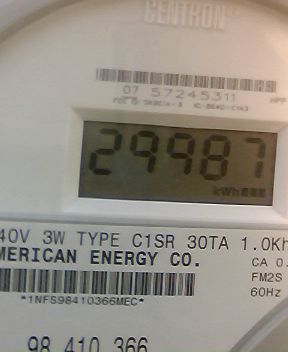 CENTRON®
07 57245311
29987
kWh
40V 3W TYPE C1SR 30TA 1.0Kh
MERICAN ENERGY CO.
CA 0.
FM2S
60Hz
*1NFS98410366MEC*
98 410 366